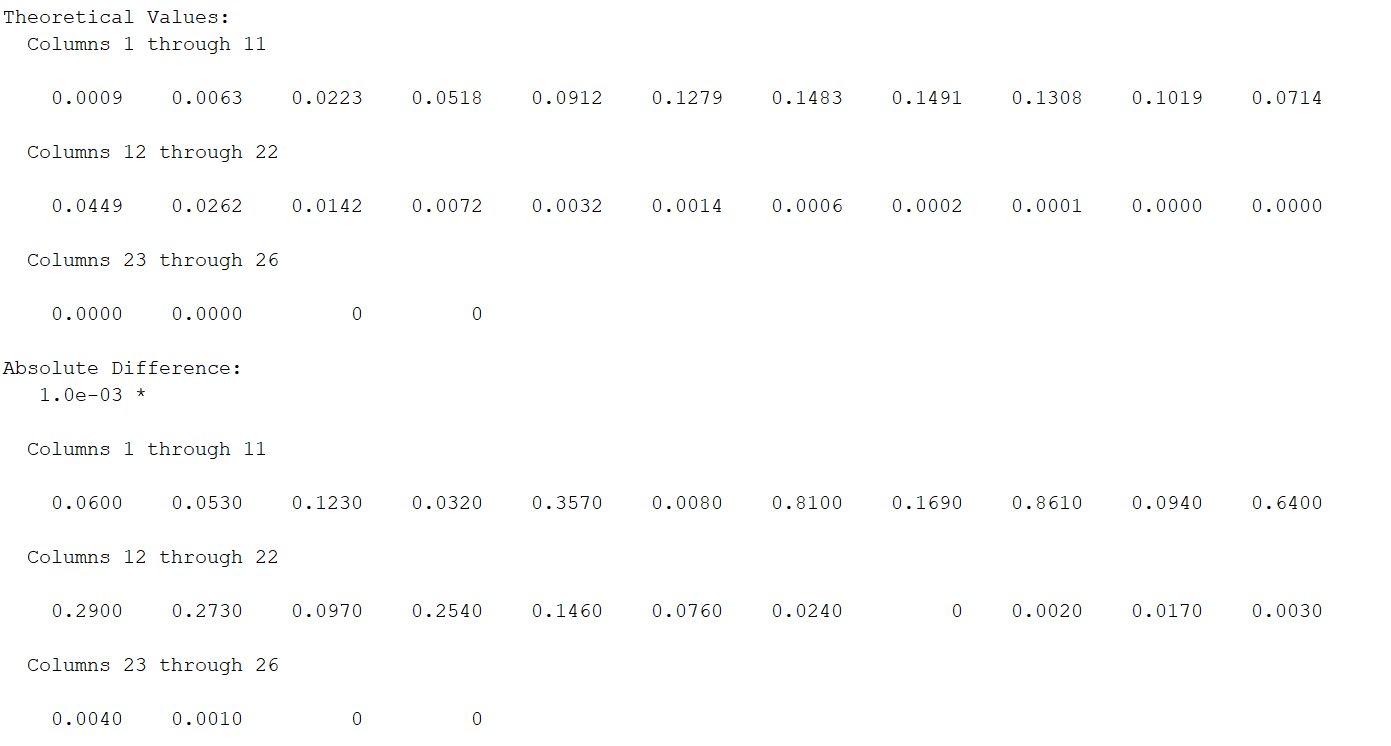 Theoretical Values:
  Columns 1 through 11
    0.0009    0.0063    0.0223    0.0518    0.0912    0.1279    0.1483    0.1491    0.1308    0.1019    0.0714
  Columns 12 through 22
    0.0449    0.0262    0.0142    0.0072    0.0032    0.0014    0.0006    0.0002    0.0001    0.0000    0.0000
  Columns 23 through 26
    0.0000    0.0000         0         0
Absolute Difference:
   1.0e-03 *
  Columns 1 through 11
    0.0600    0.0530    0.1230    0.0320    0.3570    0.0080    0.8100    0.1690    0.8610    0.0940    0.6400
  Columns 12 through 22
    0.2900    0.2730    0.0970    0.2540    0.1460    0.0760    0.0240         0    0.0020    0.0170    0.0030
  Columns 23 through 26
    0.0040    0.0010         0         0